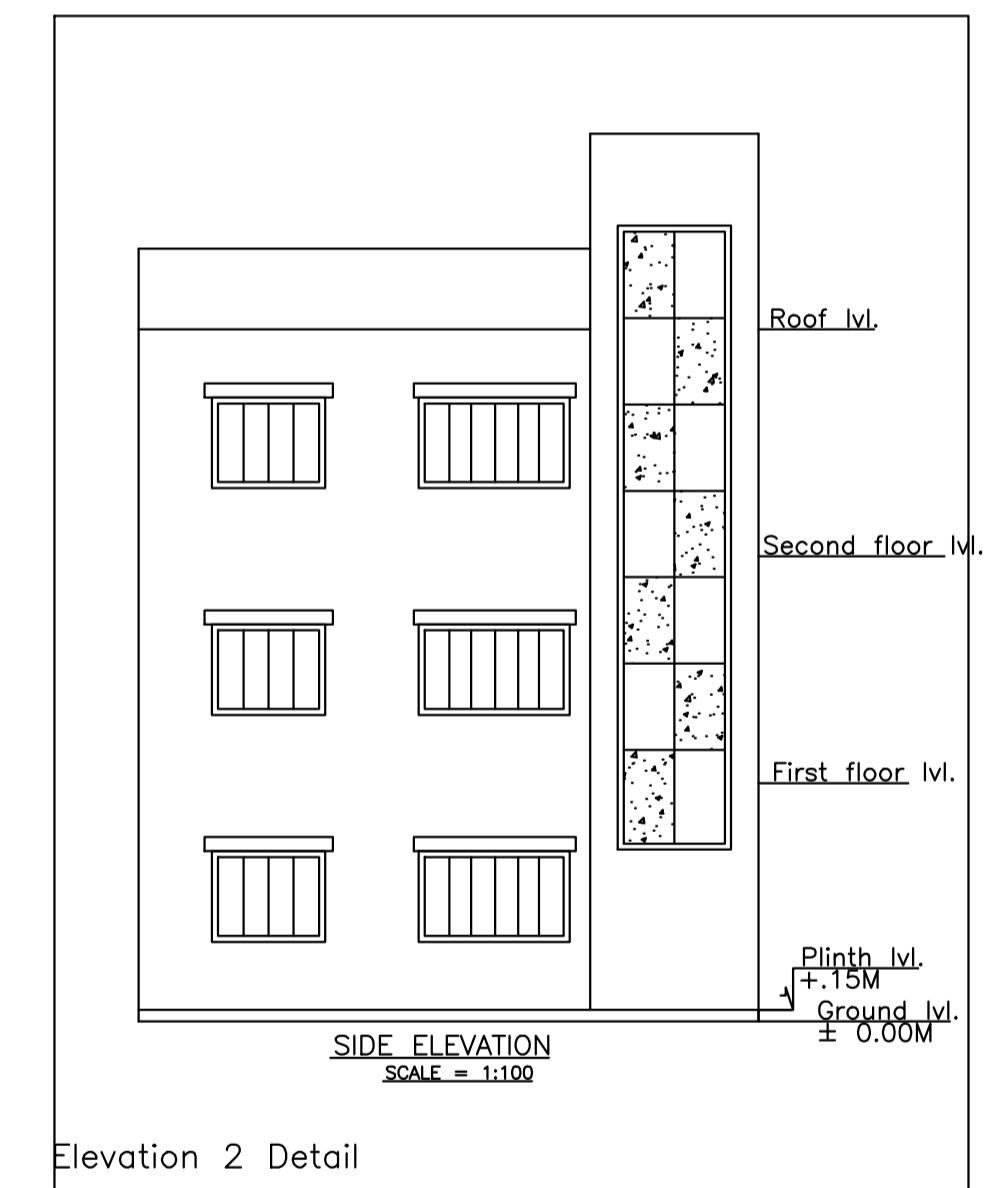 Roof lvl.
Second floor lvl.
First floor lvl.
Plinth lvl.
+.15M
Ground lvl.
± 0.00M
SIDE ELEVATION
SCALE = 1:100
Elevation 2 Detail